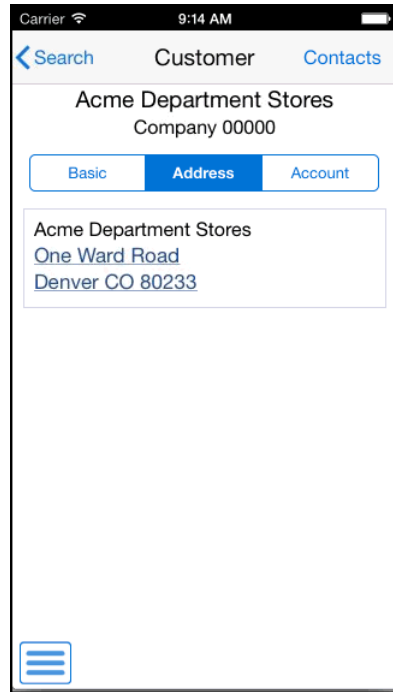 Carrier 9:14 AM
Search Customer Contacts
Acme Department Stores
Company 00000
Basic Address Account
Acme Department Stores
One Ward Road
Denver CO 80233